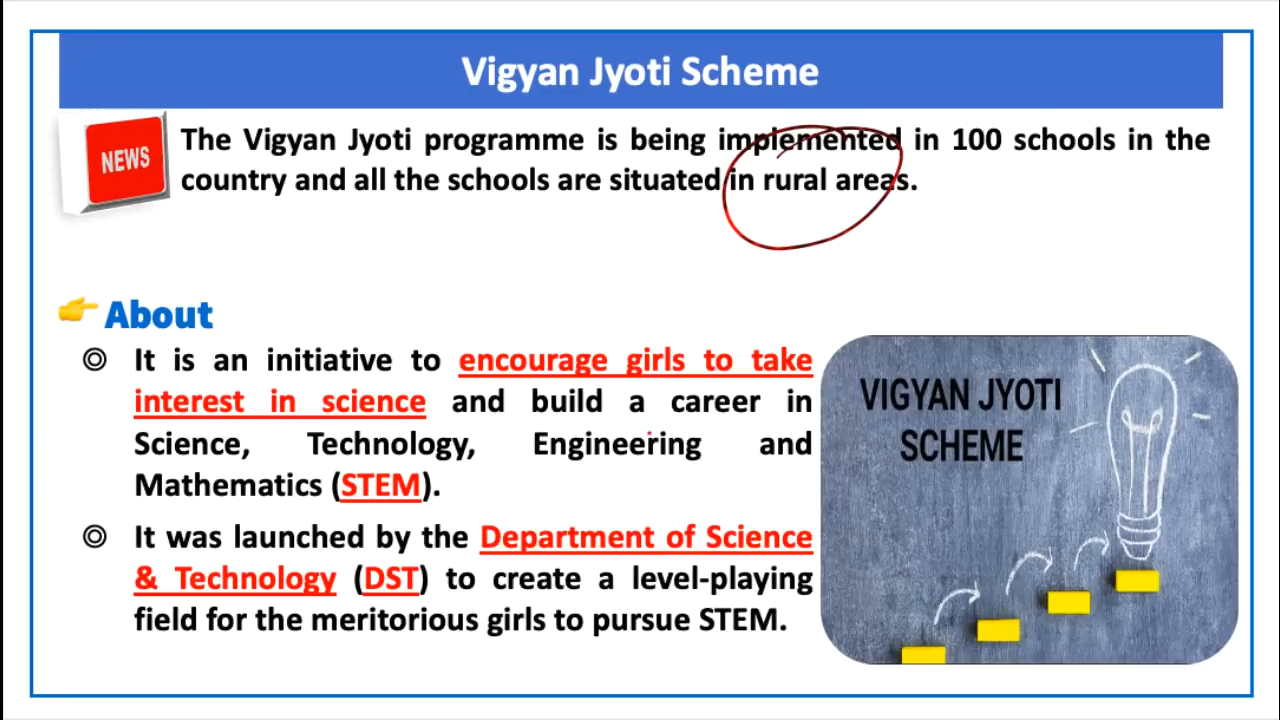 Vigyan Jyoti Scheme
NEWS
The Vigyan Jyoti programme is being implemented in 100 schools in the
country and all the schools are situated in rural areas.
About
It is an initiative to encourage girls to take
interest in science and build a career in
Science, Technology, Engineering and
Mathematics (STEM).
It was launched by the Department of Science
& Technology (DST) to create a level-playing
field for the meritorious girls to pursue STEM.
VIGYAN JYOTI
SCHEME